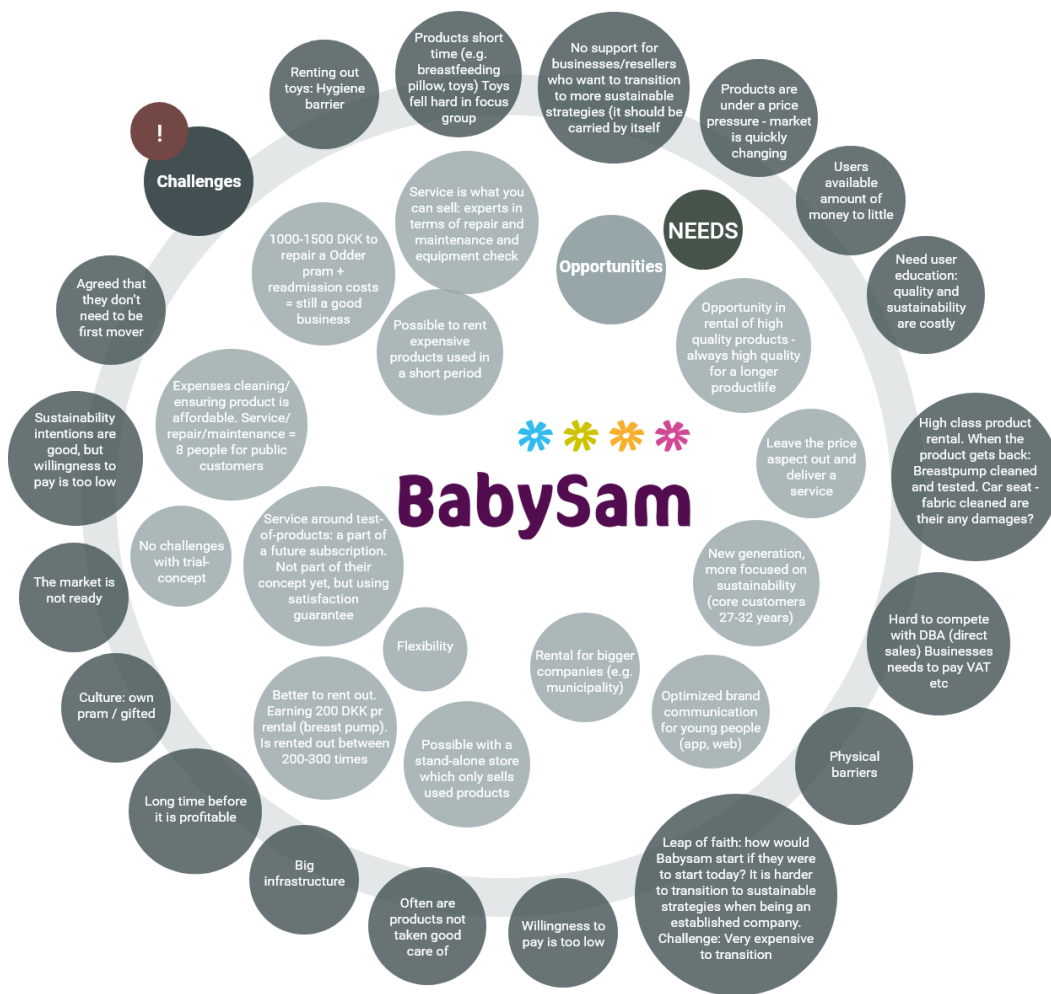 Products short
time (e.g.
breastfeeding
pillow, toys) Toys
fell hard in focus
group
No support for
businesses/resellers
who want to transition
to more sustainable
strategies (it should be
carried by itself
Renting out
toys: Hygiene
barrier
Products are
under a price
pressure - market
is quickly
changing
!
Challenges
Users
available
amount of
money to little
Service is what you
can sell: experts in
terms of repair and
maintenance and
equipment check
NEEDS
Opportunities
1000-1500 DKK to
repair a Odder
pram +
readmission costs
= still a good
business
Need user
education:
quality and
sustainability
are costly
Agreed that
they don't
need to be
first mover
Possible to rent
expensive
products used in
a short period
Opportunity in
rental of high
quality products -
always high quality
for a longer
productlife
Expenses cleaning/
ensuring product is
affordable. Service/
repair/maintenance =
8 people for public
customers
Sustainability
intentions are
good, but
willingness to
pay is too low
Leave the price
aspect out and
deliver a
service
High class product
rental. When the
product gets back:
Breastpump cleaned
and tested. Car seat -
fabric cleaned are
their any damages?
BabySam
No challenges
with trial-
concept
Service around test-
of-products: a part
of a future subscription.
Not part of their
concept yet, but using
satisfaction
guarantee
The market is
not ready
New generation,
more focused on
sustainability
(core customers
27-32 years)
Hard to compete
with DBA (direct
sales) Businesses
needs to pay VAT
etc
Flexibility
Rental for bigger
companies (e.g.
municipality)
Culture: own
pram / gifted
Better to rent out.
Earning 200 DKK pr
rental (breast pump).
Is rented out between
200-300 times
Optimized brand
communication
for young people
(app, web)
Possible with a
stand-alone store
which only sells
used products
Physical
barriers
Long time before
it is profitable
Big
infrastructure
Leap of faith: how would
Babysam start if they were
to start today? It is harder
to transition to sustainable
strategies when being an
established company.
Challenge: Very expensive
to transition
Often are
products not
taken good
care of
Willingness to
pay is too low